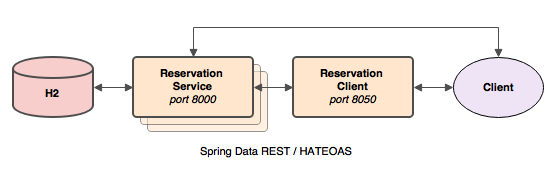 H2
Reservation
Service
port 8000
Reservation
Client
port 8050
Client
Spring Data REST / HATEOAS